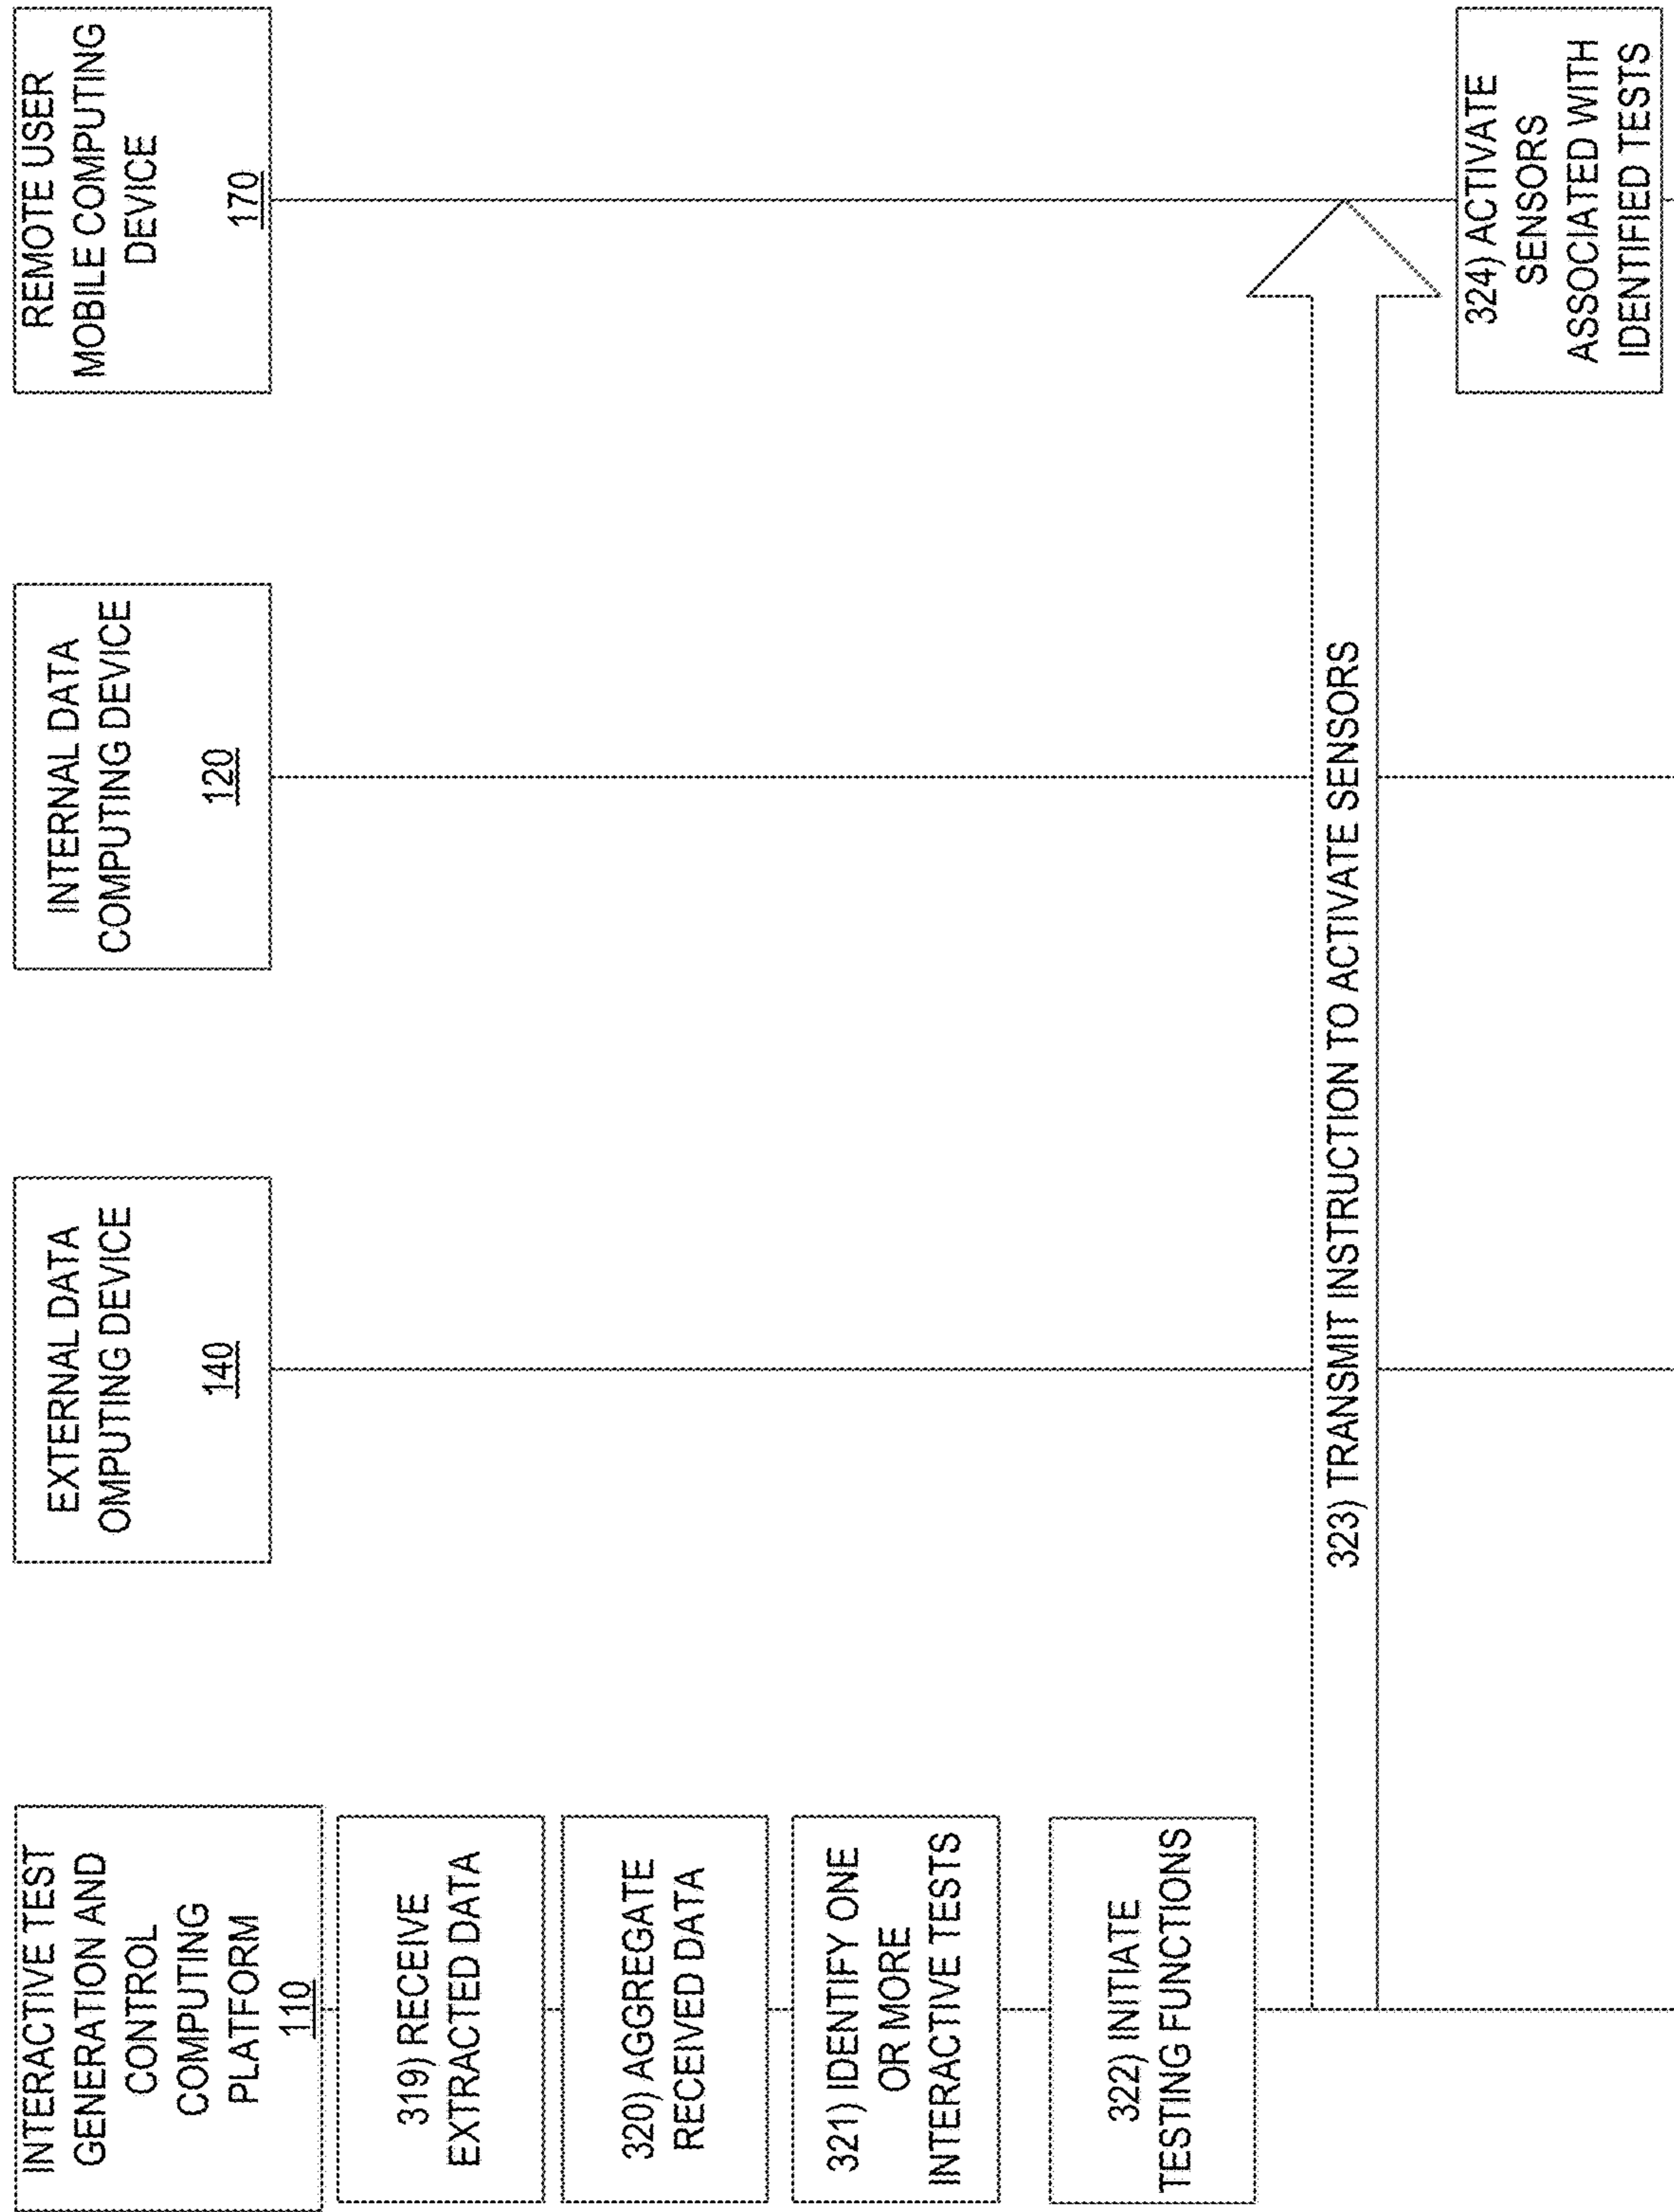 INTERACTIVE TEST
GENERATION AND
CONTROL
COMPUTING
PLATFORM
110
EXTERNAL DATA
OMPUTING DEVICE
140
INTERNAL DATA
COMPUTING DEVICE
120
REMOTE USER
MOBILE COMPUTING
DEVICE
170
319) RECEIVE
EXTRACTED DATA
320) AGGREGATE
RECEIVED DATA
321) IDENTIFY ONE
OR MORE
INTERACTIVE TESTS
322) INITIATE
TESTING FUNCTIONS
323) TRANSMIT INSTRUCTION TO ACTIVATE SENSORS
324) ACTIVATE
SENSORS
ASSOCIATED WITH
IDENTIFIED TESTS